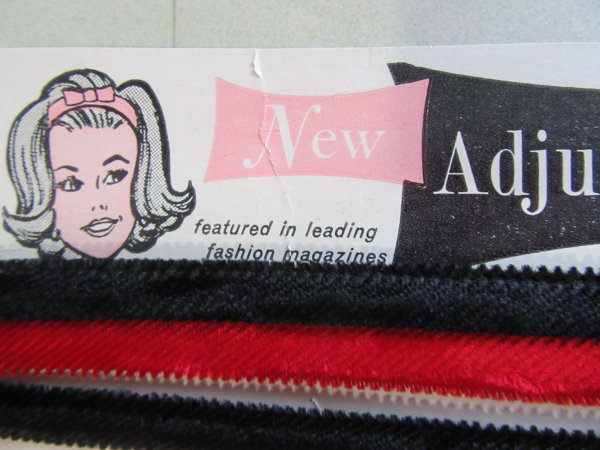 New
Adju
featured in leading
fashion magazines